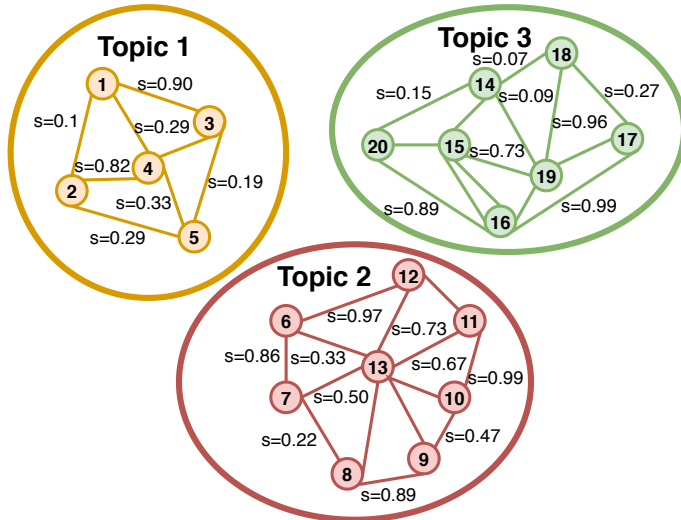 Topic 1
1
s=0.90
s=0.1
3
s=0.29
4
s=0.82
2
s=0.33
s=0.19
s=0.29
5
Topic 3
18
s=0.07
14
s=0.15
s=0.09
s=0.27
s=0.96
17
20
15
s=0.73
19
s=0.89
s=0.99
16
Topic 2
12
6
s=0.97
s=0.73
11
s=0.86
s=0.33
13
s=0.67
s=0.99
7
s=0.50
10
s=0.22
s=0.47
8
9
s=0.89